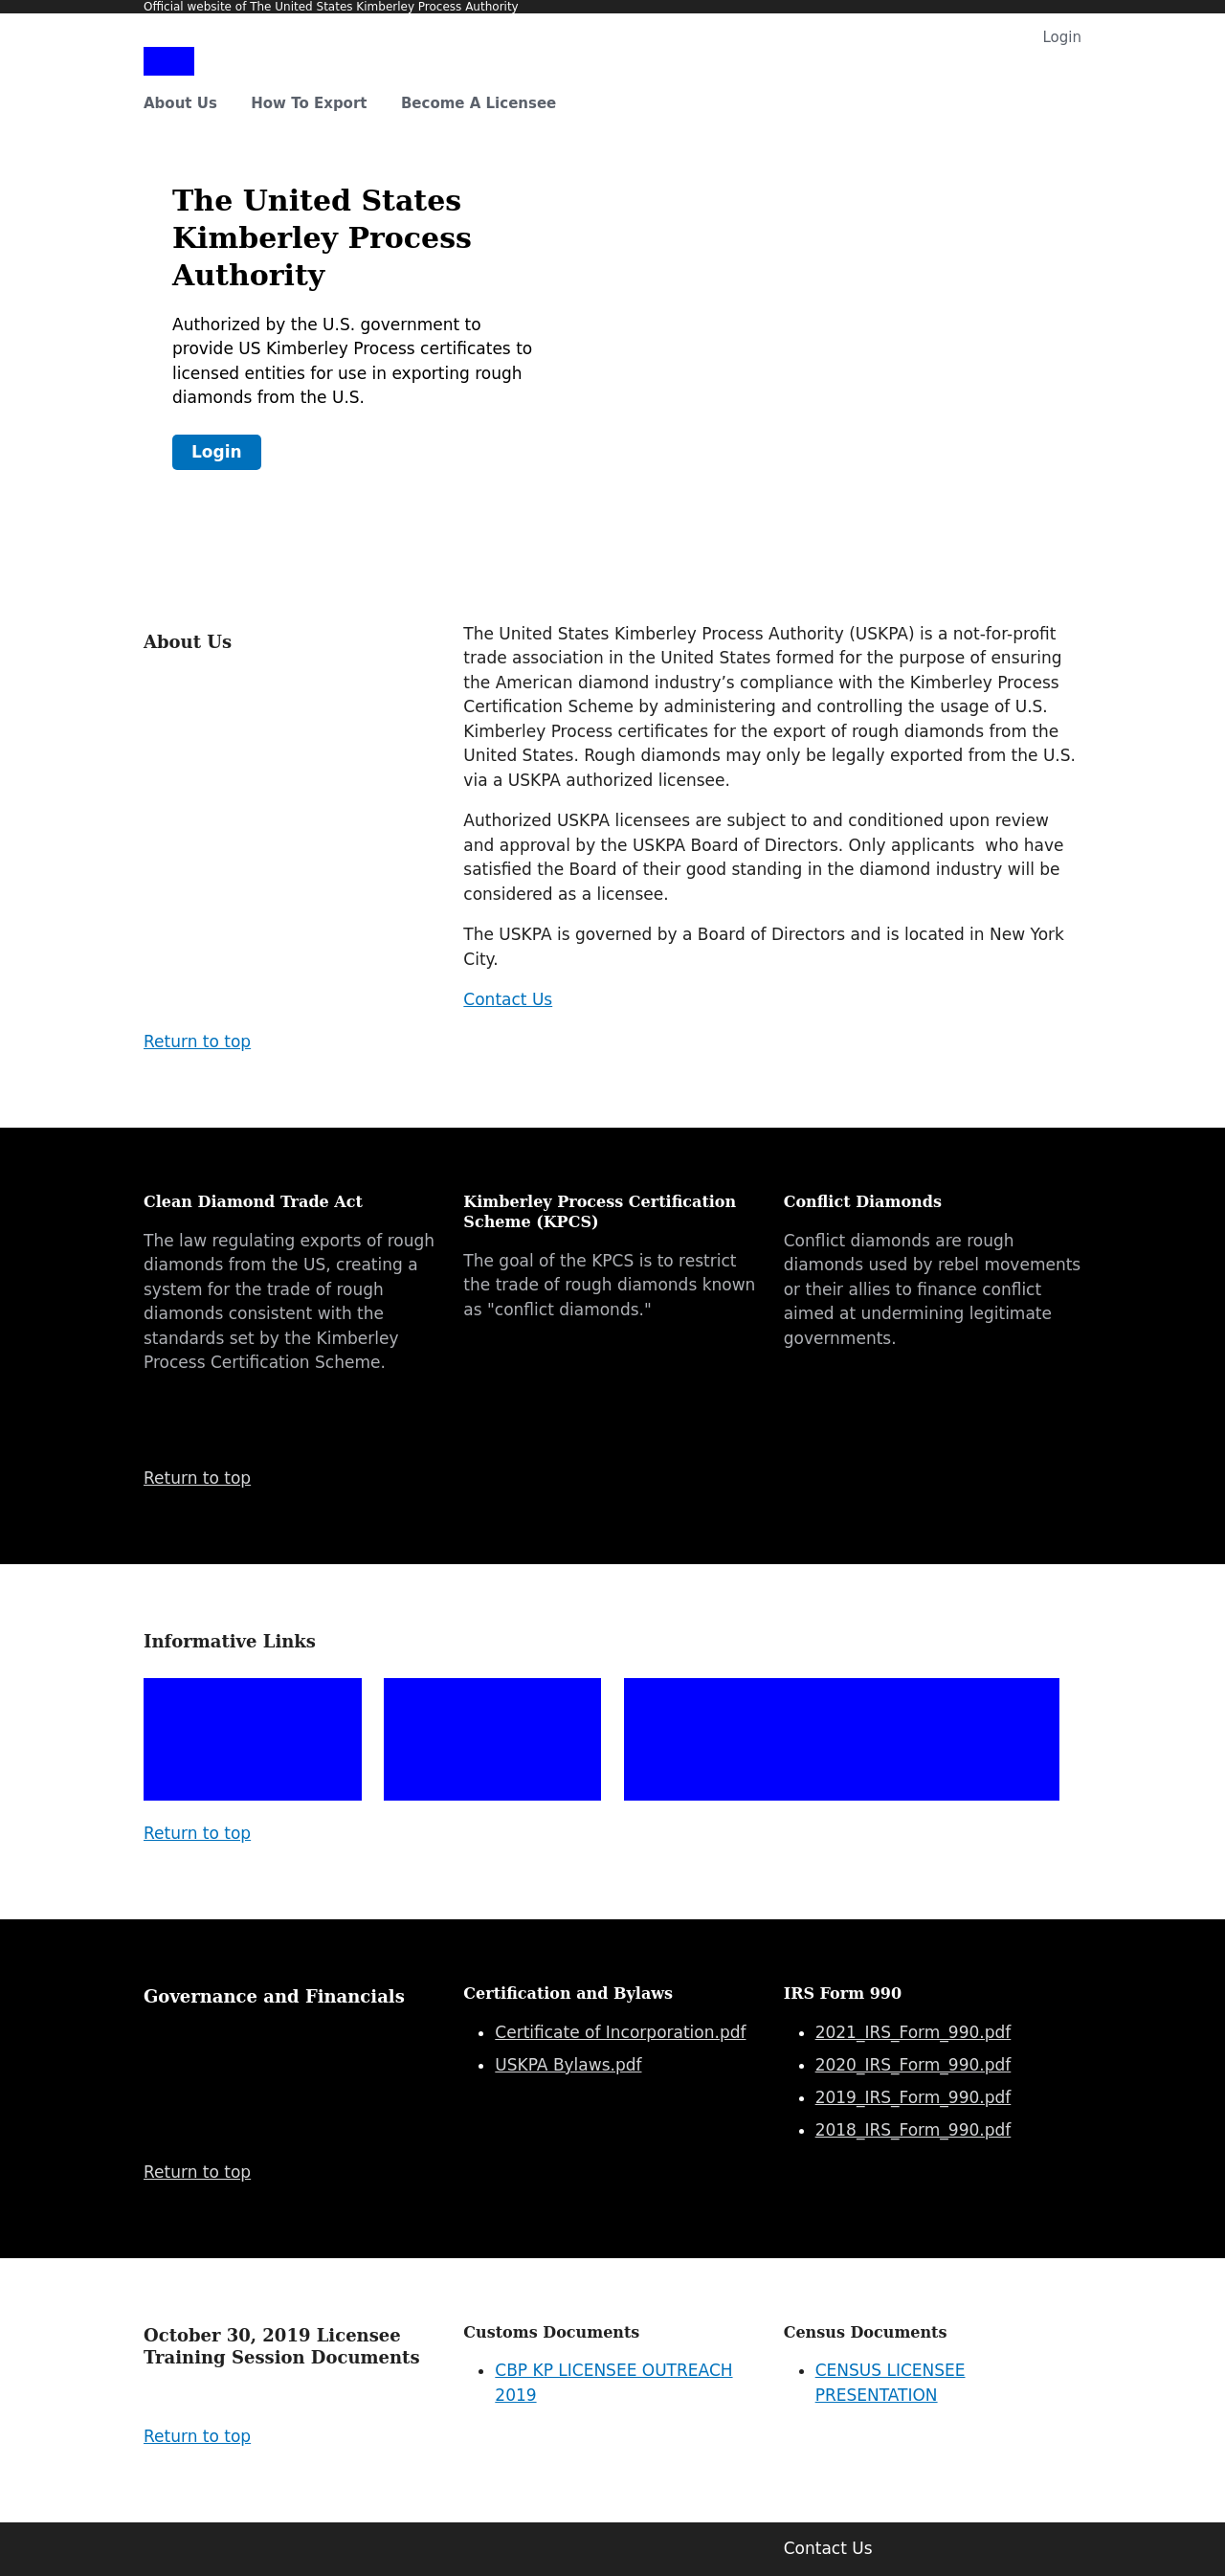 Official website of The United States Kimberley Process Authority
Login
About Us
How To Export
Become A Licensee
The United States
Kimberley Process
Authority
Authorized by the U.S. government to
provide US Kimberley Process certificates to
licensed entities for use in exporting rough
diamonds from the U.S.
Login
About Us
The United States Kimberley Process Authority (USKPA) is a not-for-profit
trade association in the United States formed for the purpose of ensuring
the American diamond industry’s compliance with the Kimberley Process
Certification Scheme by administering and controlling the usage of U.S.
Kimberley Process certificates for the export of rough diamonds from the
United States. Rough diamonds may only be legally exported from the U.S.
via a USKPA authorized licensee.
Authorized USKPA licensees are subject to and conditioned upon review
and approval by the USKPA Board of Directors. Only applicants  who have
satisfied the Board of their good standing in the diamond industry will be
considered as a licensee.
The USKPA is governed by a Board of Directors and is located in New York
City.
Contact Us
Return to top
Clean Diamond Trade Act
The law regulating exports of rough
diamonds from the US, creating a
system for the trade of rough
diamonds consistent with the
standards set by the Kimberley
Process Certification Scheme.
Kimberley Process Certification
Scheme (KPCS)
The goal of the KPCS is to restrict
the trade of rough diamonds known
as "conflict diamonds."
Conflict Diamonds
Conflict diamonds are rough
diamonds used by rebel movements
or their allies to finance conflict
aimed at undermining legitimate
governments.
Return to top
Informative Links
Return to top
Governance and Financials
Certification and Bylaws
Certificate of Incorporation.pdf
USKPA Bylaws.pdf
IRS Form 990
2021_IRS_Form_990.pdf
2020_IRS_Form_990.pdf
2019_IRS_Form_990.pdf
2018_IRS_Form_990.pdf
Return to top
October 30, 2019 Licensee
Training Session Documents
Customs Documents
CBP KP LICENSEE OUTREACH
2019
Census Documents
CENSUS LICENSEE
PRESENTATION
Return to top
Contact Us